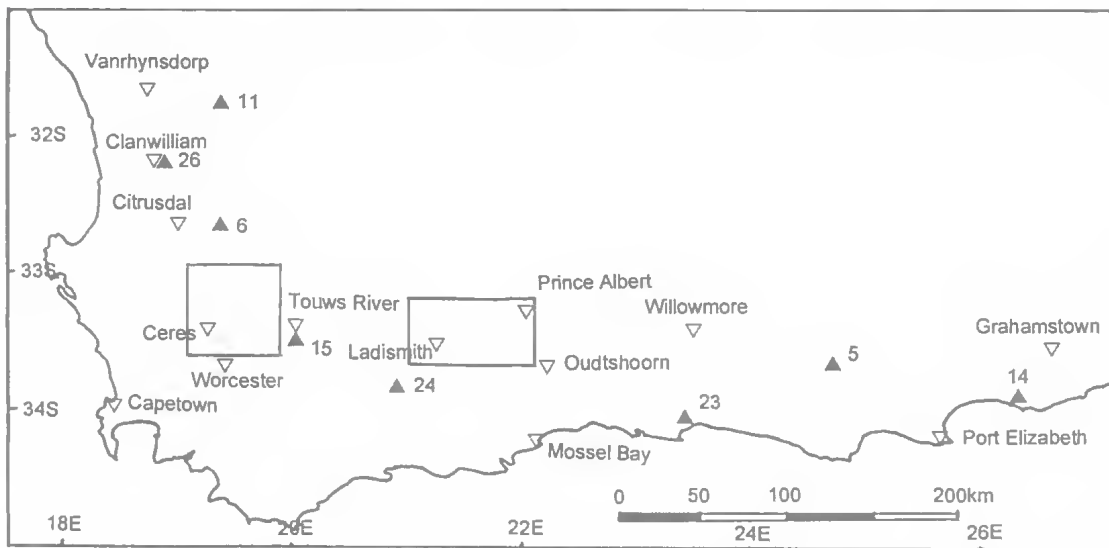 Vanrhynsdorp
11
32S
Clanwilliam
26
Citrusdal
6
33S
Prince Albert
Touws River
Willowmore
Grahamstown
Ceres
15
Ladismith
Oudtshoorn
5
Worcester
24
14
23
34S
Capetown
Mossel Bay
Port Elizabeth
0 50 100 200km
18E
20E
22E
24E
26E